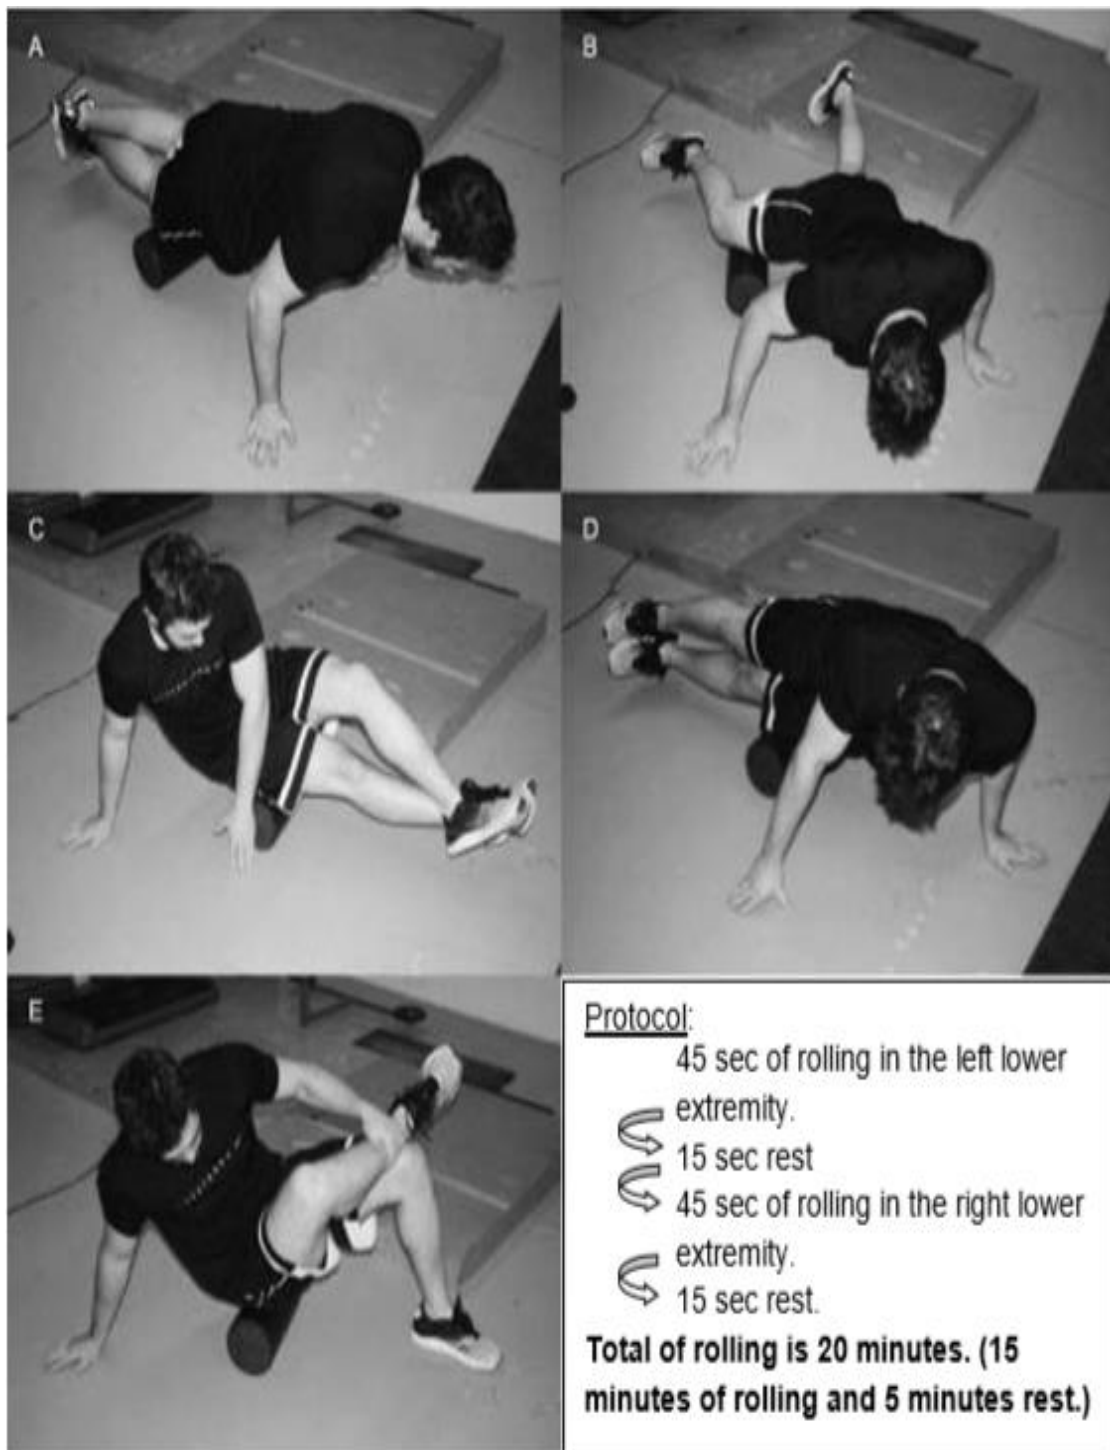 A
B
C
D
E
Protocol:
45 sec of rolling in the left lower
extremity.
15 sec rest
45 sec of rolling in the right lower
extremity.
15 sec rest.
Total of rolling is 20 minutes. (15
minutes of rolling and 5 minutes rest.)